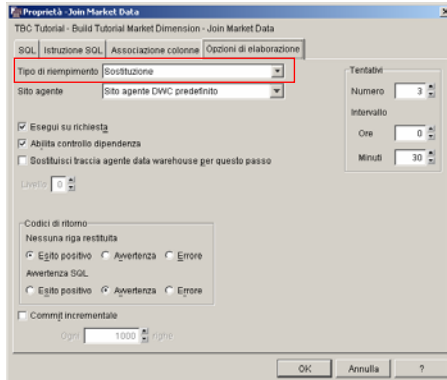 Proprietà -Join Market Data
TBC Tutorial - Build Tutorial Market Dimension - Join Market Data
SQL Istruzione SQL Associazione colonne Opzioni di elaborazione
Tipo di riempimento Sostituzione
Sito agente Sito agente DWC predefinito
Esegui su richiesta
Abilita controllo dipendenza
Sostituisci traccia agente data warehouse per questo passo
Livello 0
Tentativi
Numero 3
Intervallo
Ore 0
Minuti 30
Codici di ritorno
Nessuna riga restituita
Esito positivo Avvertenza Errore
Avvertenza SQL
Esito positivo Avvertenza Errore
Commit incrementale
Ogni 1000 righe
OK Annulla ?